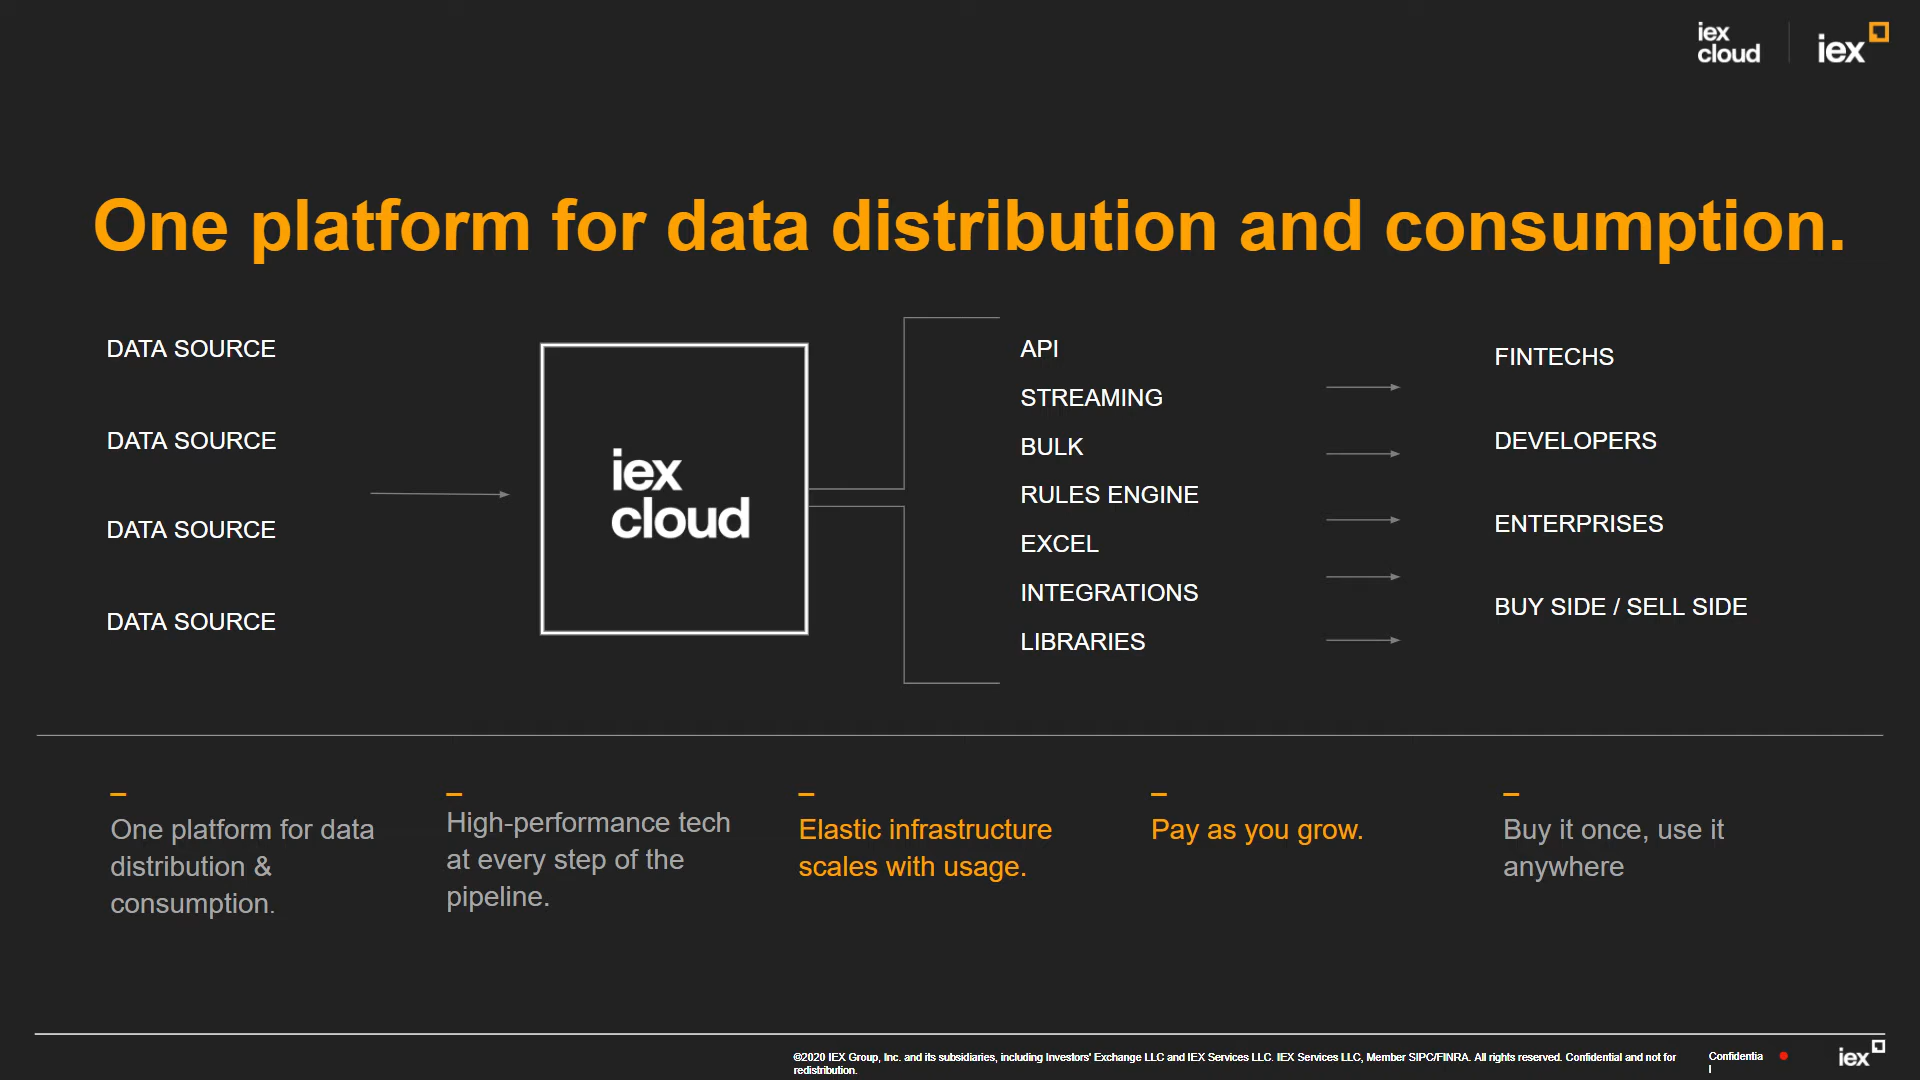 iex
cloud
iex
One platform for data distribution and consumption.
DATA SOURCE
DATA SOURCE
DATA SOURCE
DATA SOURCE
iex
cloud
API
STREAMING
BULK
RULES ENGINE
EXCEL
INTEGRATIONS
LIBRARIES
FINTECHS
DEVELOPERS
ENTERPRISES
BUY SIDE / SELL SIDE
One platform for data
distribution &
consumption.
High-performance tech
at every step of the
pipeline.
Elastic infrastructure
scales with usage.
Pay as you grow.
Buy it once, use it
anywhere
©2020 IEX Group, Inc. and its subsidiaries, including Investors' Exchange LLC and IEX Services LLC. IEX Services LLC, Member SIPC/FINRA. All rights reserved. Confidential and not for
redistribution.
Confidentia
l
iex